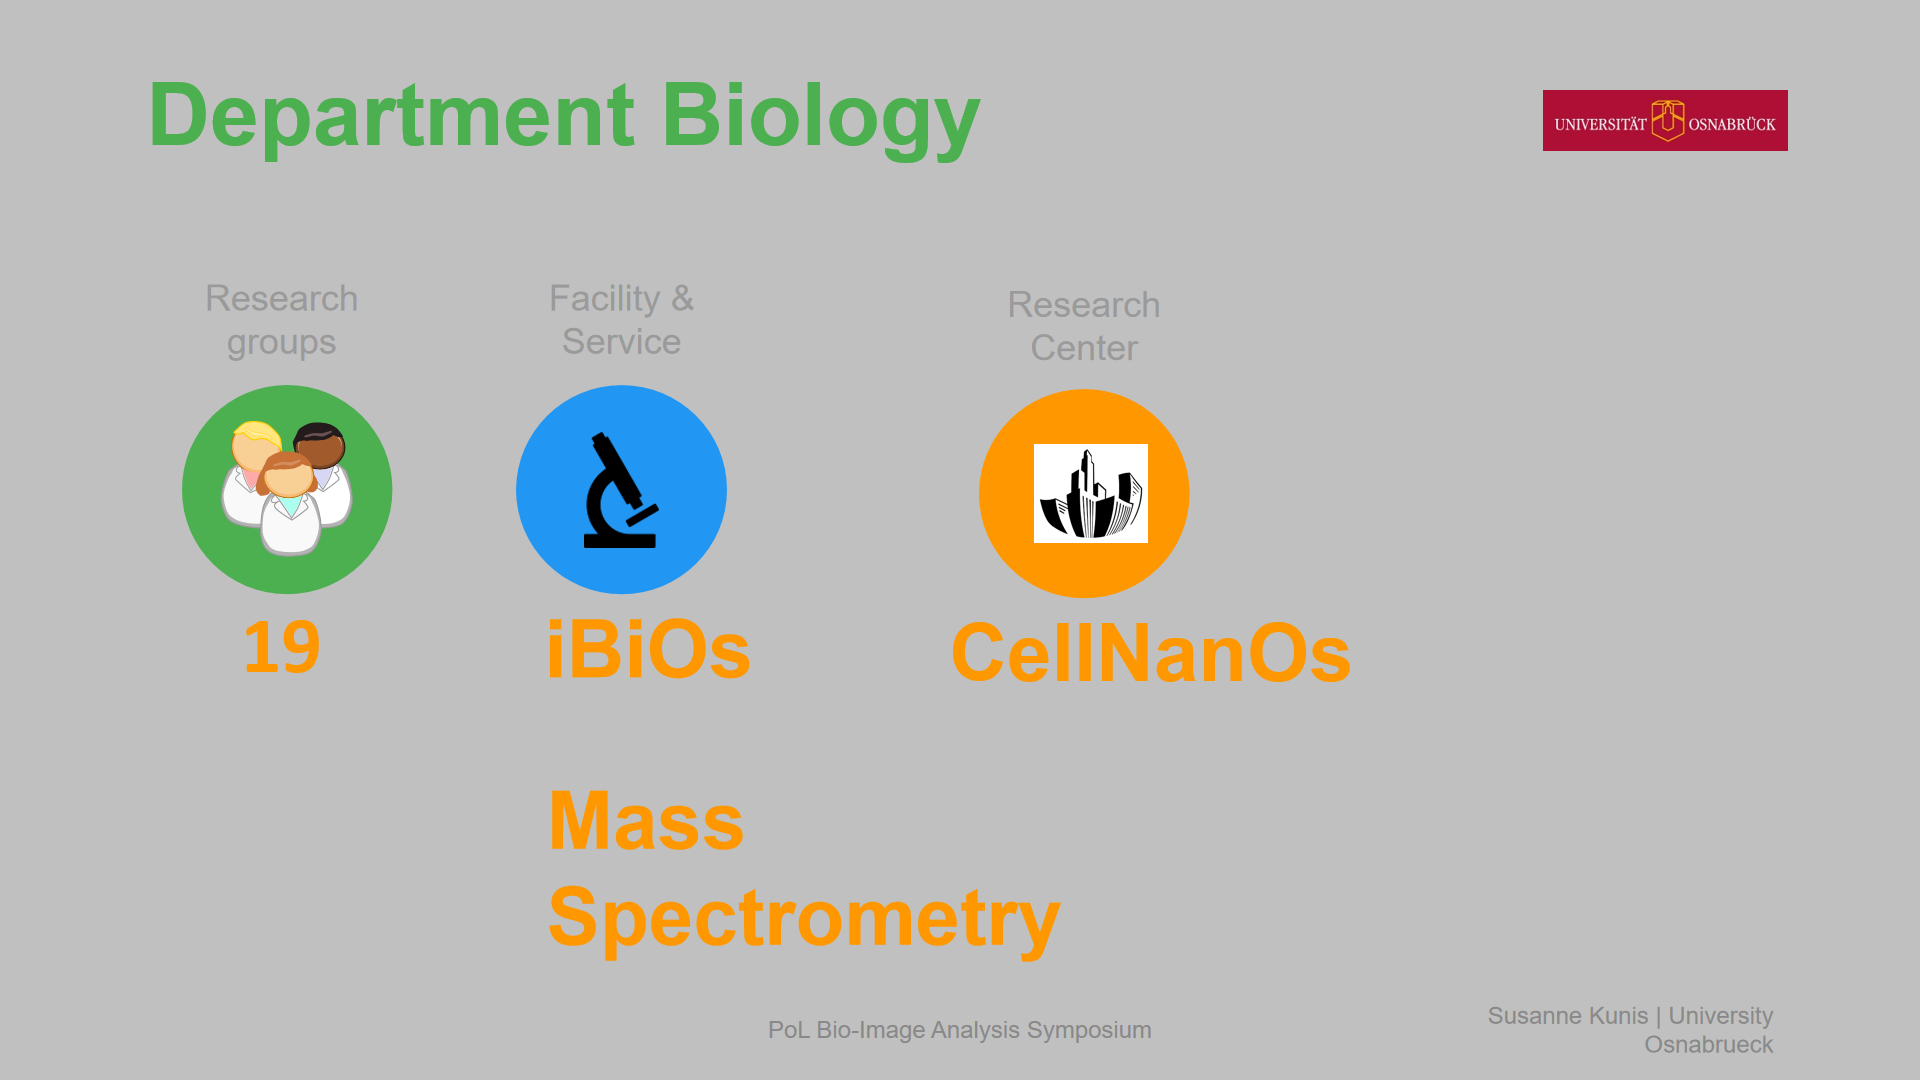 Department Biology
UNIVERSITÄT OSNABRÜCK
Research
groups
Facility &
Service
Research
Center
19
iBiOs
CellNanOs
Mass
Spectrometry
PoL Bio-Image Analysis Symposium
Susanne Kunis | University
Osnabrueck